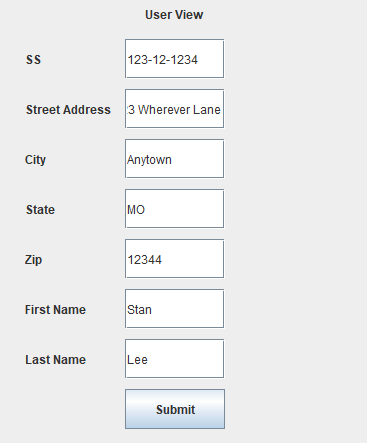 User View
SS 123-12-1234
Street Address 3 Wherever Lane
City Anytown
State MO
Zip 12344
First Name Stan
Last Name Lee
Submit